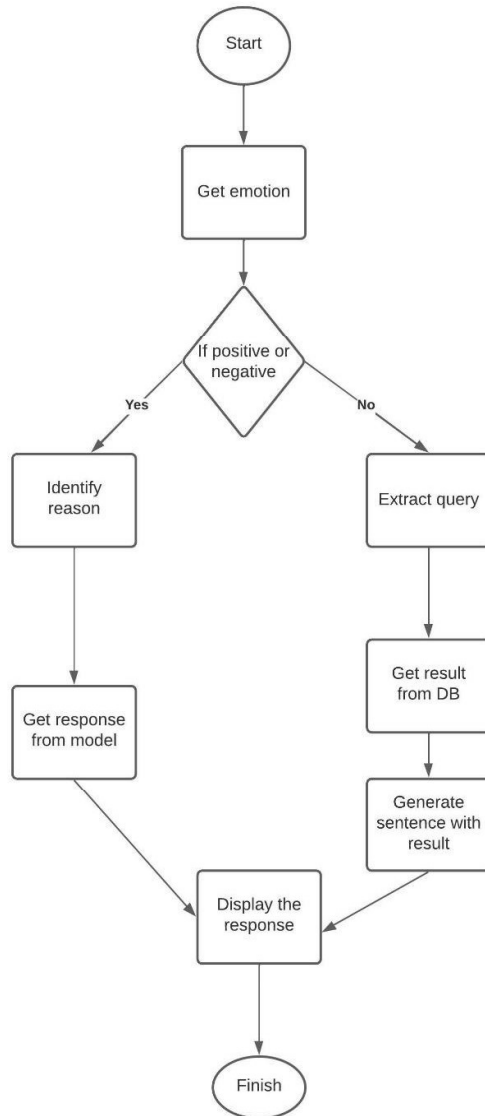 Start
Get emotion
If positive or
negative
Yes
No
Identify
reason
Extract query
Get response
from model
Get result
from DB
Generate
sentence with
result
Display the
response
Finish